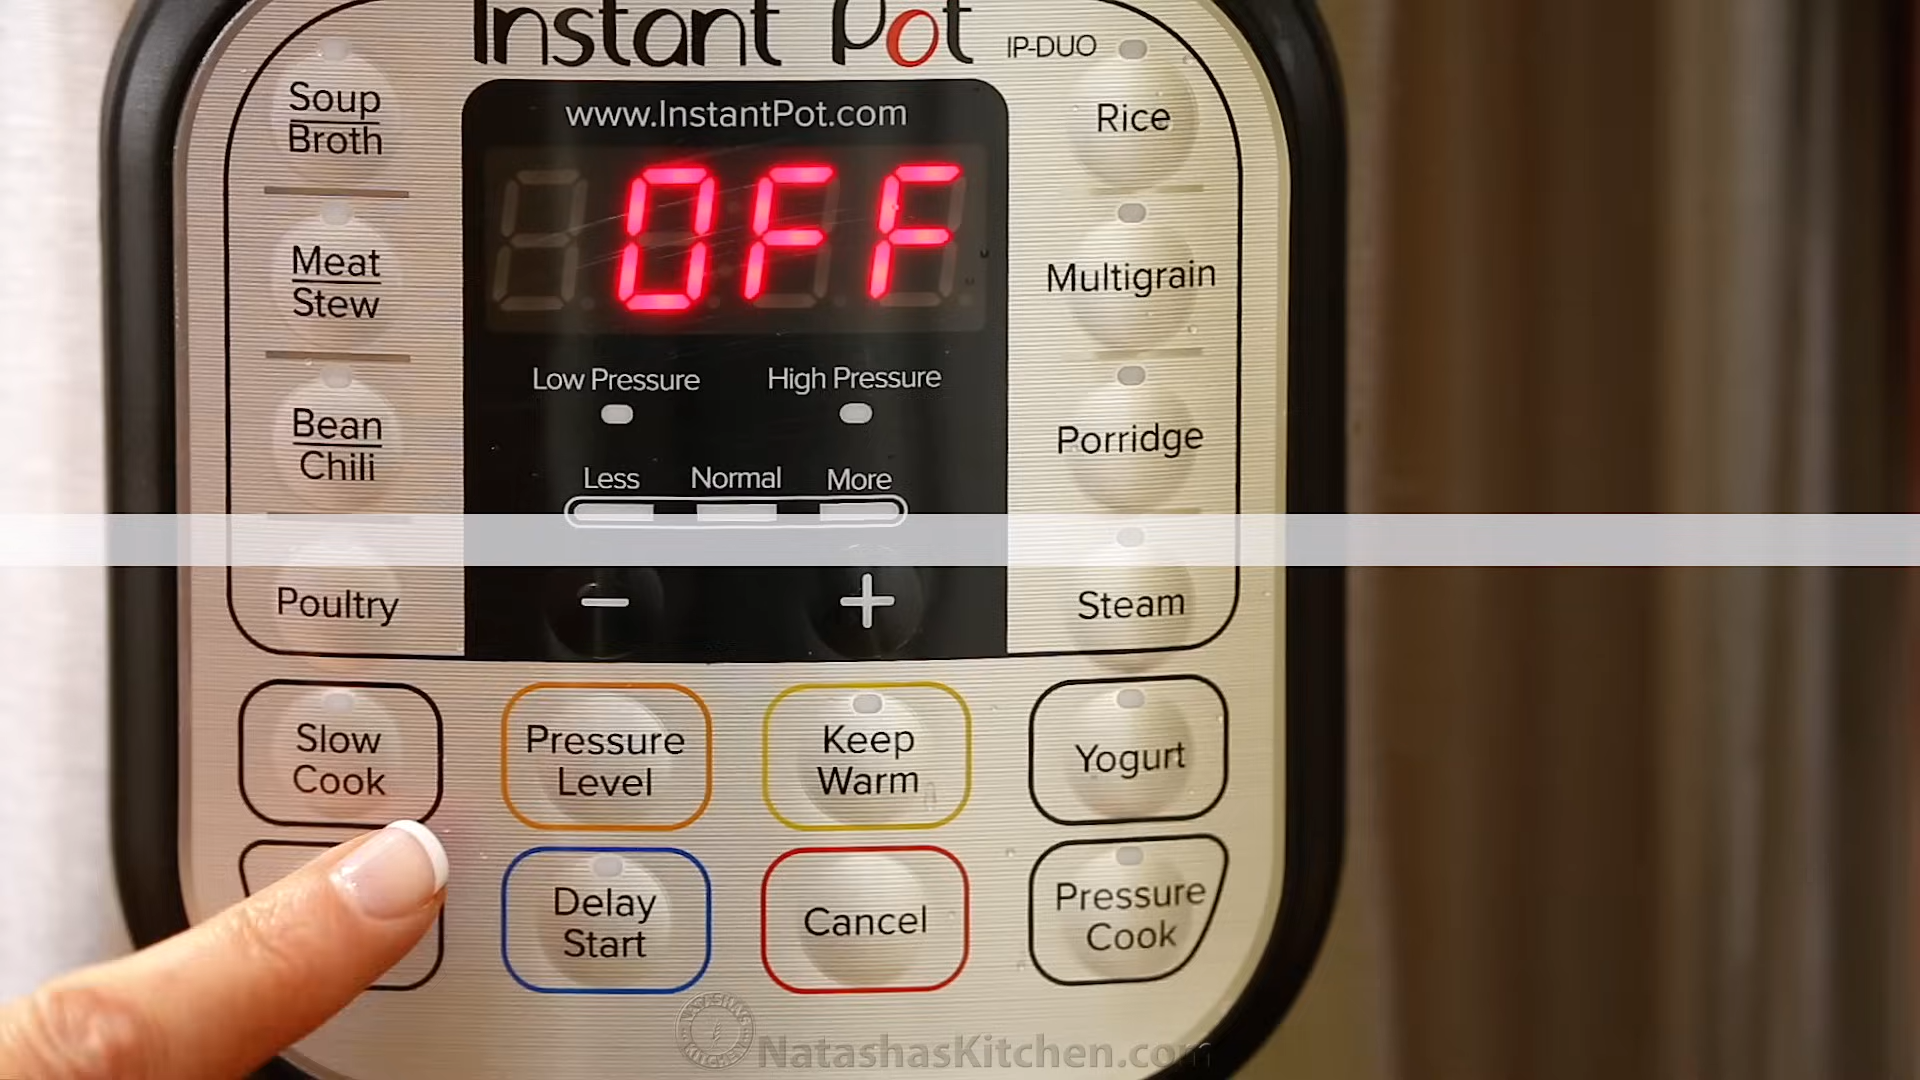 Instant Pot
IP-DUO
www.InstantPot.com
OFF
Soup
Broth
Rice
Meat
Stew
Multigrain
Low Pressure
High Pressure
Bean
Chili
Porridge
Less
Normal
More
−
+
Poultry
Steam
Slow
Cook
Pressure
Level
Keep
Warm
Yogurt
Delay
Start
Cancel
Pressure
Cook
NATASHAS
KITCHEN
NatashasKitchen.com